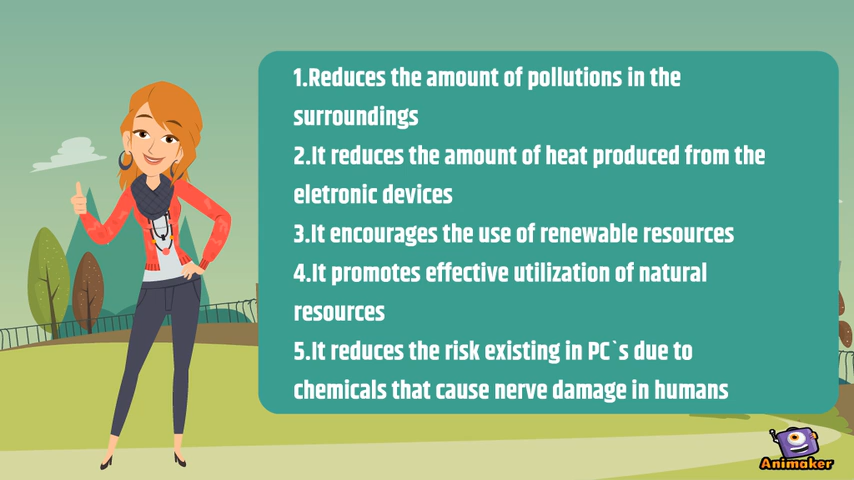 1.Reduces the amount of pollutions in the
surroundings
2.It reduces the amount of heat produced from the
eletronic devices
3.It encourages the use of renewable resources
4.It promotes effective utilization of natural
resources
5.It reduces the risk existing in PC`s due to
chemicals that cause nerve damage in humans
Animaker